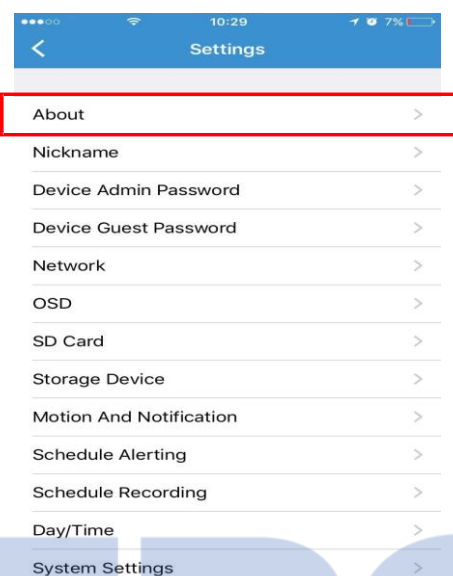 10:29
7%
Settings
About
Nickname
Device Admin Password
Device Guest Password
Network
OSD
SD Card
Storage Device
Motion And Notification
Schedule Alerting
Schedule Recording
Day/Time
System Settings